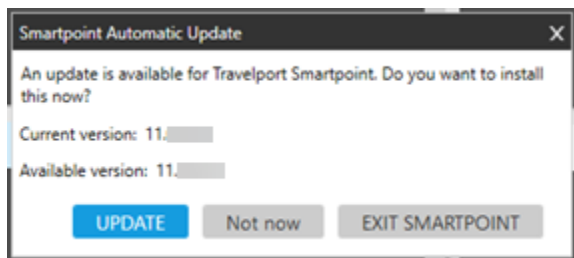 Smartpoint Automatic Update X
An update is available for Travelport Smartpoint. Do you want to install
this now?
Current version: 11.
Available version: 11.
UPDATE Not now EXIT SMARTPOINT